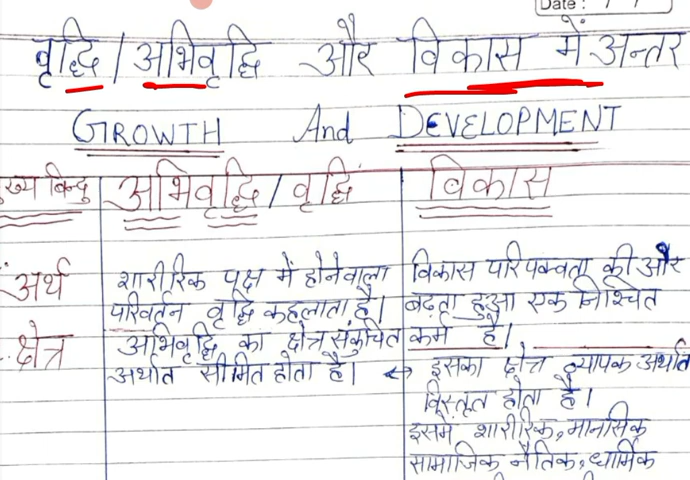 Date: / /
वृद्धि / अभिवृद्धि और विकास में अन्तर
GROWTH And DEVELOPMENT
ख्य बिन्दु अभिवृद्धि / वृद्धि विकास
अर्थ शारीरिक पक्ष में होनेवाला विकास परिपक्वता की और
परिवर्तन वृद्धि कहलाता है। बढ़ता हुआ एक निश्चित
क्षेत्र अभिवृद्धि का क्षेत्र संकुचित क्रम है।
अर्थात सीमित होता है। ↔ इसका क्षेत्र व्यापक अर्थात
विस्तृत होता है।
इसमें शारीरिक, मानसिक,
सामाजिक, नैतिक, धार्मिक